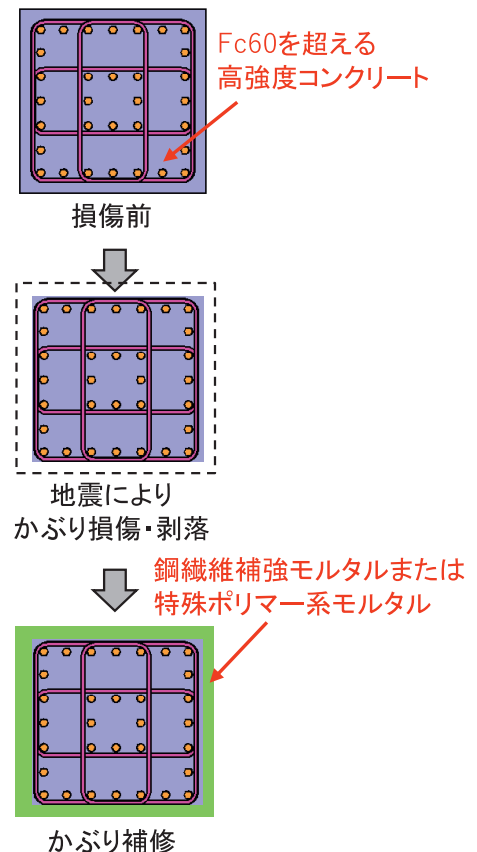 Fc60を超える
高強度コンクリート
損傷前
地震により
かぶり損傷・剥落
鋼繊維補強モルタルまたは
特殊ポリマー系モルタル
かぶり補修